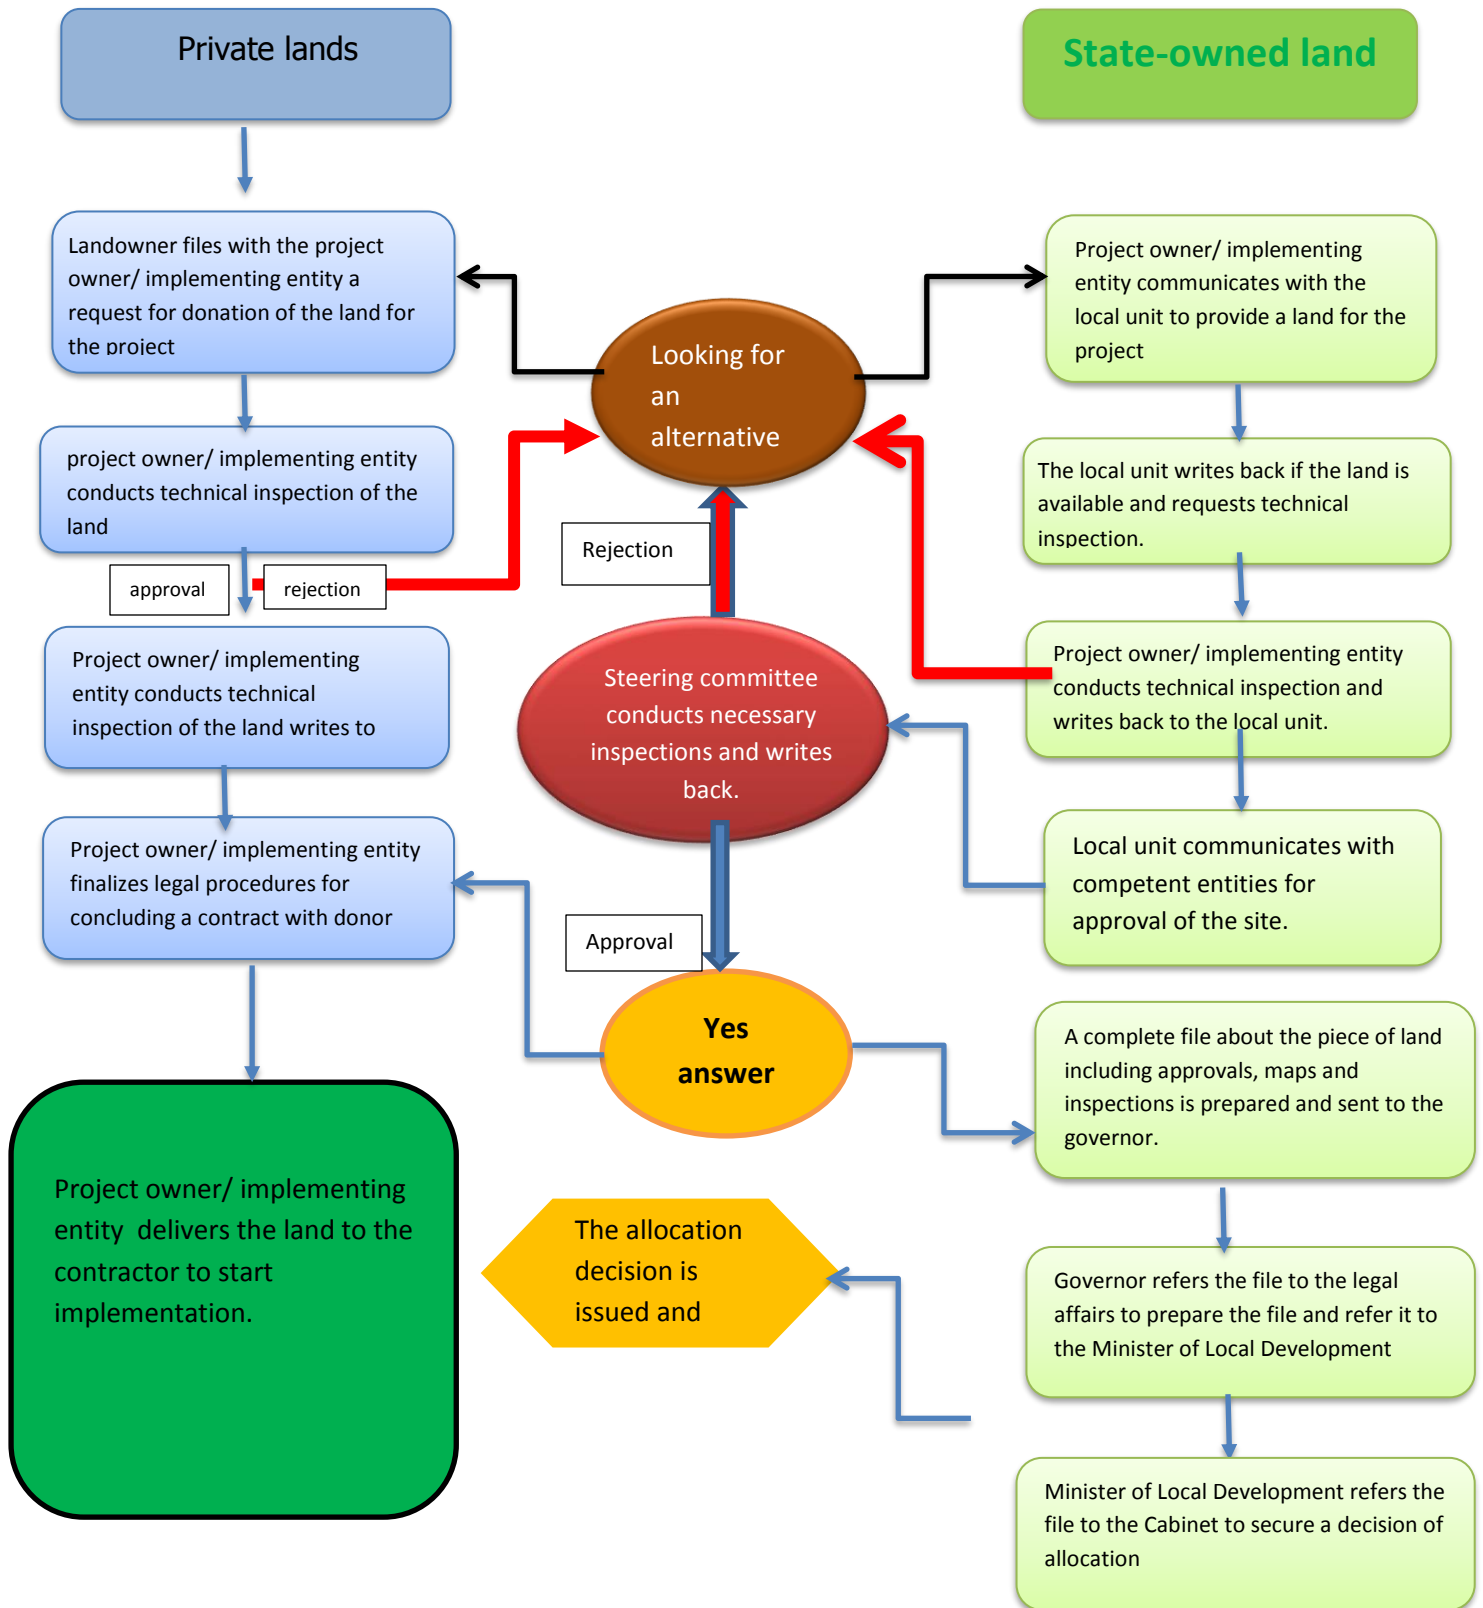 Private lands
State-owned land
Landowner files with the project
owner/ implementing entity a
request for donation of the land for
the project
Looking for
an
alternative
Project owner/ implementing
entity communicates with the
local unit to provide a land for the
project
project owner/ implementing entity
conducts technical inspection of the
land
The local unit writes back if the land is
available and requests technical
inspection.
approval
rejection
Rejection
Project owner/ implementing
entity conducts technical
inspection of the land writes to
Steering committee
conducts necessary
inspections and writes
back.
Project owner/ implementing entity
conducts technical inspection and
writes back to the local unit.
Project owner/ implementing entity
finalizes legal procedures for
concluding a contract with donor
Local unit communicates with
competent entities for
approval of the site.
Approval
Yes
answer
A complete file about the piece of land
including approvals, maps and
inspections is prepared and sent to the
governor.
Project owner/ implementing
entity delivers the land to the
contractor to start
implementation.
The allocation
decision is
issued and
Governor refers the file to the legal
affairs to prepare the file and refer it to
the Minister of Local Development
Minister of Local Development refers the
file to the Cabinet to secure a decision of
allocation